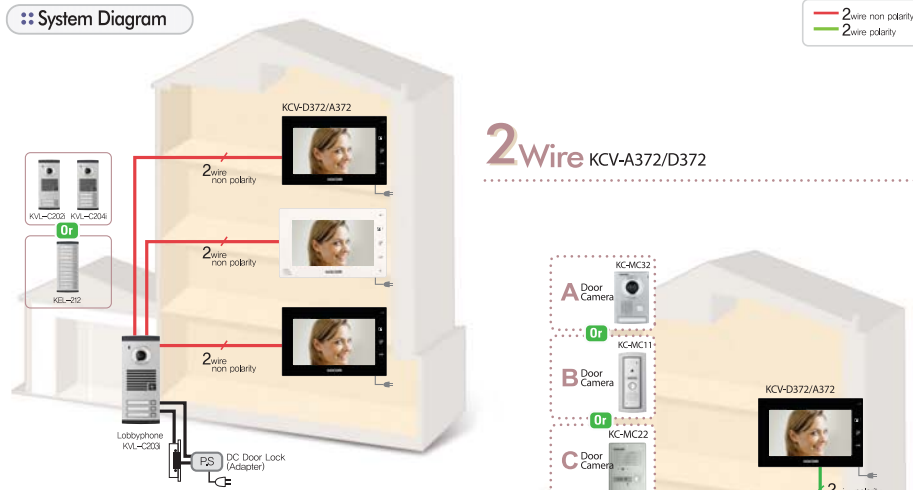 System Diagram
2wire non polarity
2wire polarity
KCV-D372/A372
2wire
non polarity
2Wire KCV-A372/D372
KVL-C202i KVL-C204i
Or
KEL-212
2wire
non polarity
2wire
non polarity
Lobbyphone
KVL-C203i
P.S
DC Door Lock
(Adapter)
KC-MC32
A Door
Camera
Or
KC-MC11
B Door
Camera
Or
KC-MC22
C Door
Camera
KCV-D372/A372
2